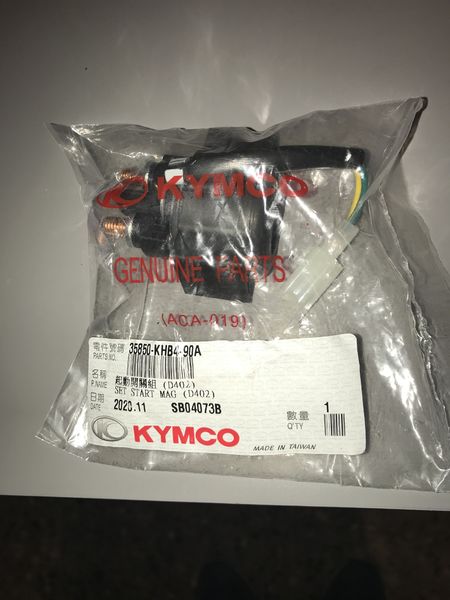 KYMCO
GENUINE PARTS
(ACA-019)
零件號碼 35850-KHB4-90A
PARTS NO.
名稱 起動開關組 (D402)
P.NAME SET START MAG (D402)
日期 2020.11 SB04073B 數量 1
DATE Q'TY
KYMCO MADE IN TAIWAN